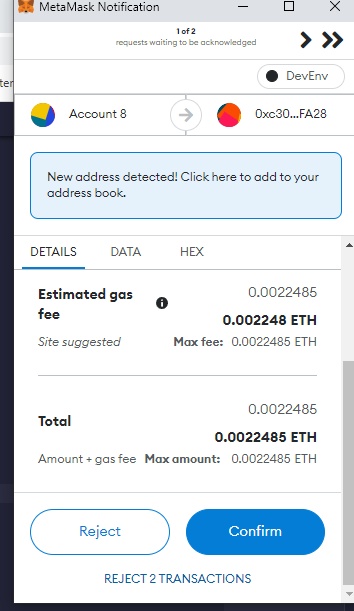 MetaMask Notification
1 of 2
requests waiting to be acknowledged
DevEnv
Account 8
0xc30...FA28
New address detected! Click here to add to your
address book.
DETAILS DATA HEX
Estimated gas
fee
0.0022485
0.002248 ETH
Site suggested Max fee: 0.0022485 ETH
0.0022485
Total
0.0022485 ETH
Amount + gas fee Max amount: 0.0022485 ETH
Reject Confirm
REJECT 2 TRANSACTIONS